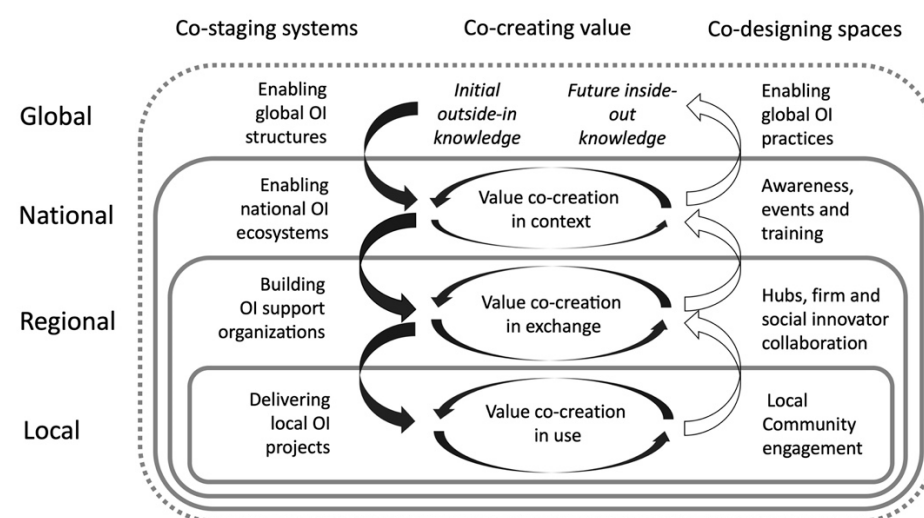 Co-staging systems
Co-creating value
Co-designing spaces
Global
Enabling
global OI
structures
Initial
outside-in
knowledge
Future inside-
out
knowledge
Enabling
global OI
practices
National
Enabling
national OI
ecosystems
Value co-creation
in context
Awareness,
events and
training
Regional
Building
OI support
organizations
Value co-creation
in exchange
Hubs, firm and
social innovator
collaboration
Local
Delivering
local OI
projects
Value co-creation
in use
Local
Community
engagement